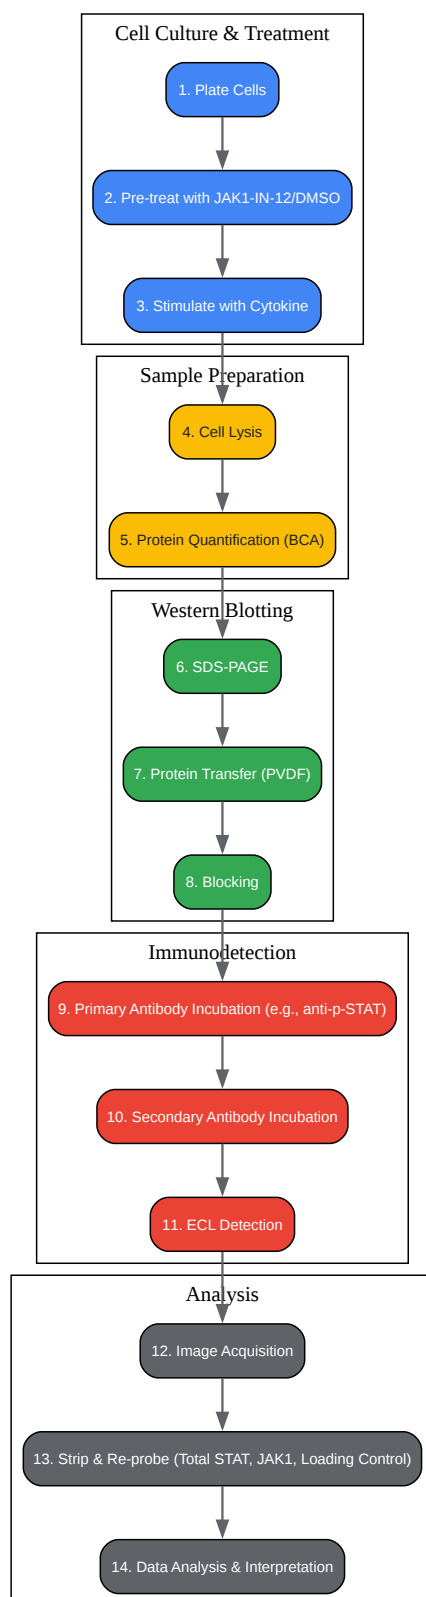 Cell Culture & Treatment
1. Plate Cells
2. Pre-treat with JAK1-IN-12/DMSO
3. Stimulate with Cytokine
Sample Preparation
4. Cell Lysis
5. Protein Quantification (BCA)
Western Blotting
6. SDS-PAGE
7. Protein Transfer (PVDF)
8. Blocking
Immunodetection
9. Primary Antibody Incubation (e.g., anti-p-STAT)
10. Secondary Antibody Incubation
11. ECL Detection
Analysis
12. Image Acquisition
13. Strip & Re-probe (Total STAT, JAK1, Loading Control)
14. Data Analysis & Interpretation